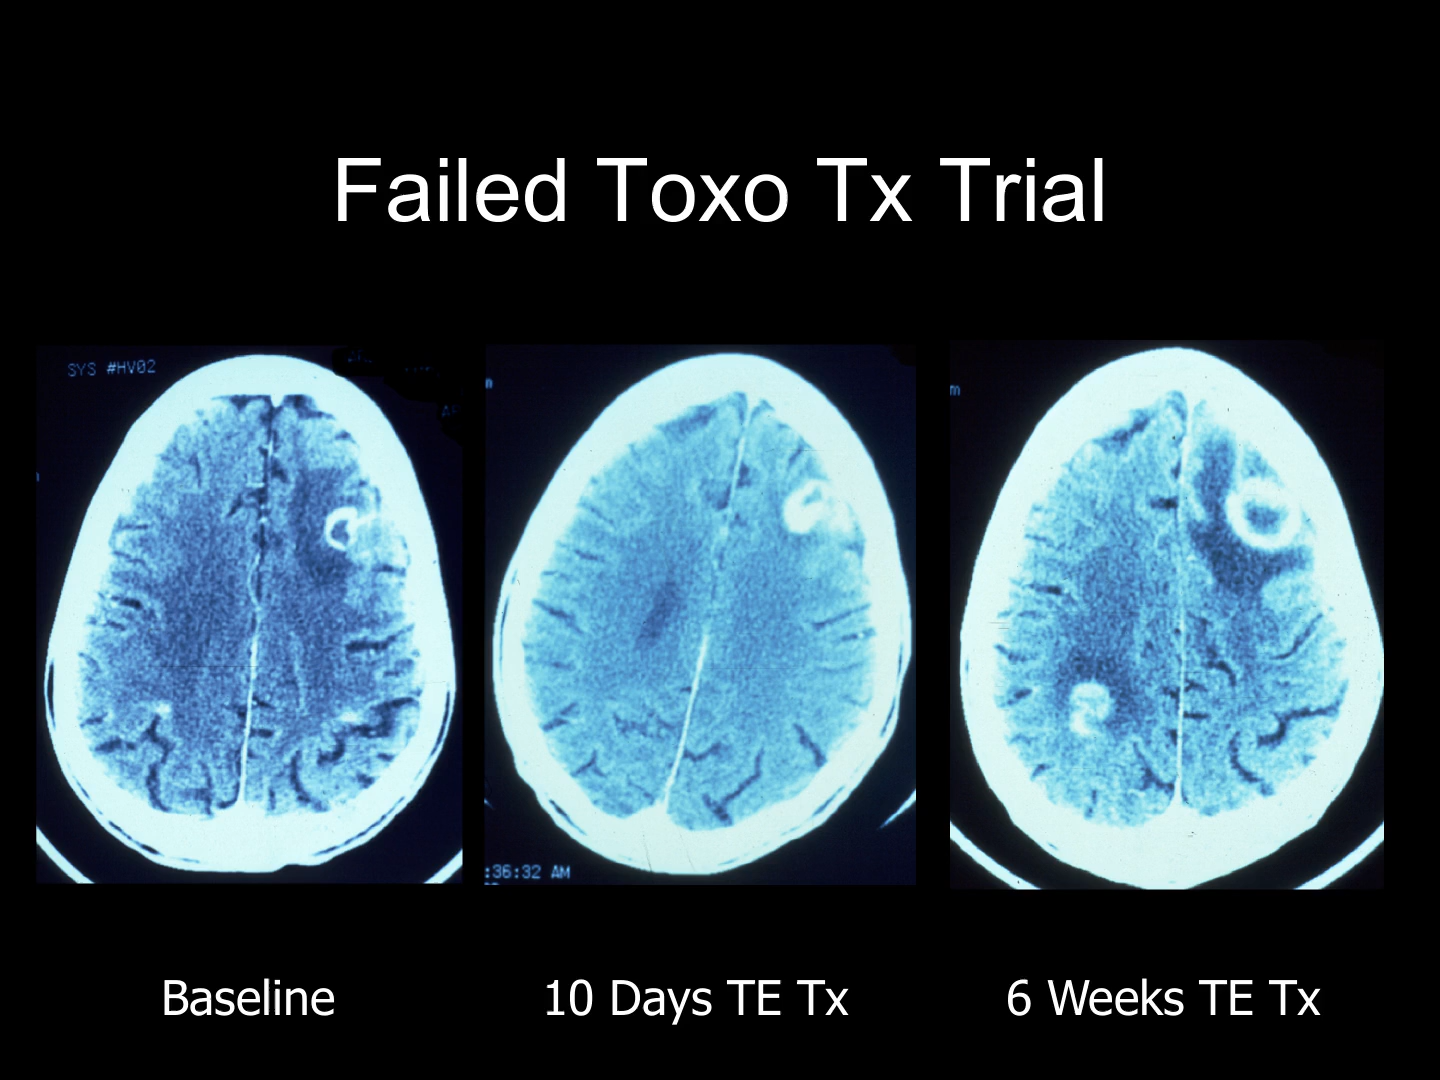 Failed Toxo Tx Trial
SYS #HV02
m
m
:36:32 AM
Baseline
10 Days TE Tx
6 Weeks TE Tx